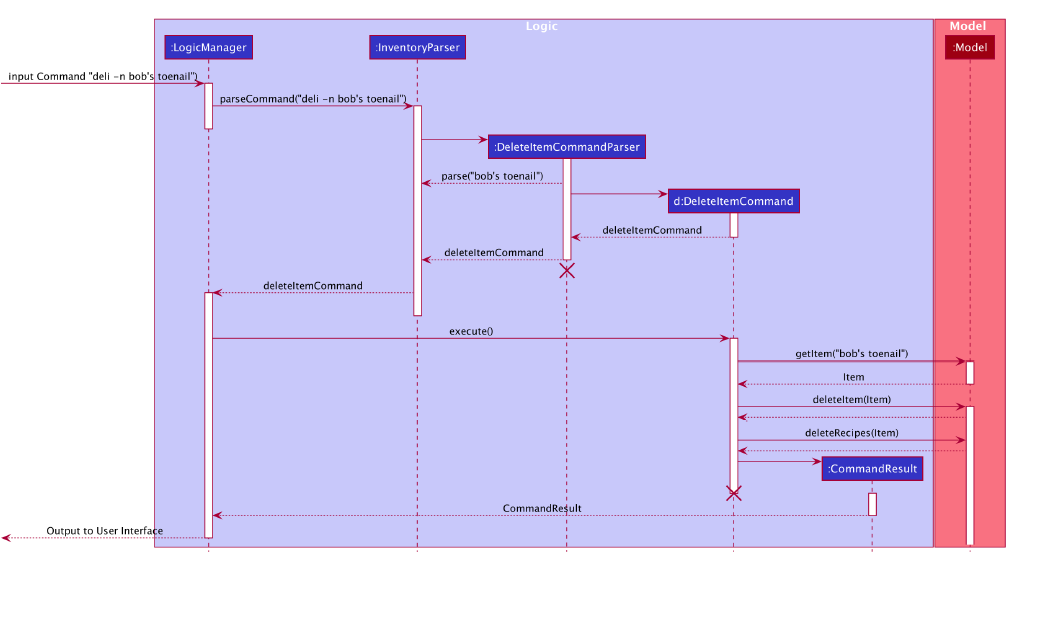 Logic
Model
:LogicManager
:InventoryParser
:Model
input Command "deli -n bob's toenail")
parseCommand("deli -n bob's toenail")
:DeleteItemCommandParser
parse("bob's toenail")
d:DeleteItemCommand
deleteItemCommand
deleteItemCommand
deleteItemCommand
execute()
getItem("bob's toenail")
Item
deleteItem(Item)
deleteRecipes(Item)
:CommandResult
CommandResult
Output to User Interface